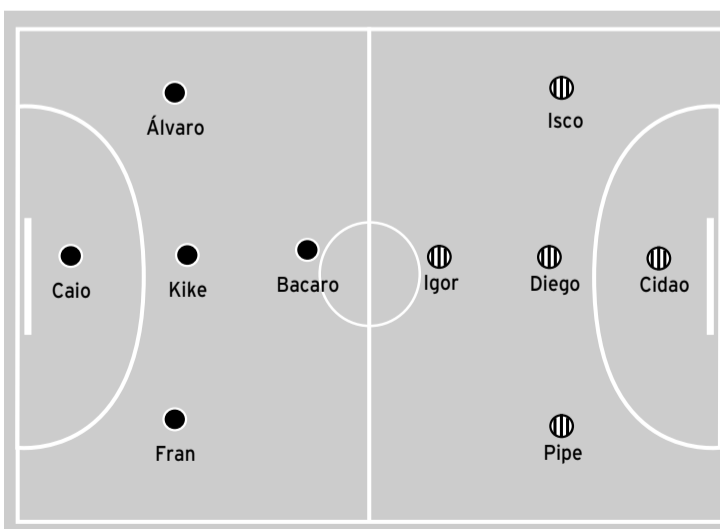 Álvaro
Isco
Caio
Kike
Bacaro
Igor
Diego
Cidao
Fran
Pipe